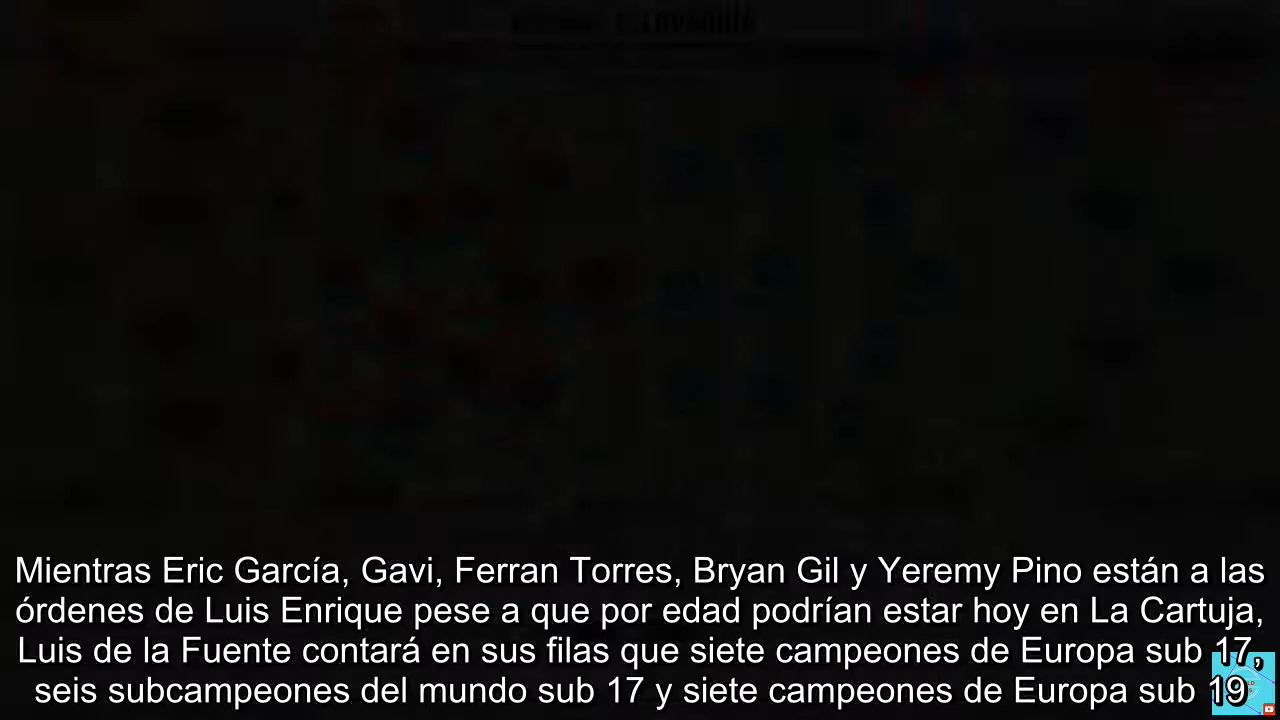 Mientras Eric García, Gavi, Ferran Torres, Bryan Gil y Yeremy Pino están a las
órdenes de Luis Enrique pese a que por edad podrían estar hoy en La Cartuja,
Luis de la Fuente contará en sus filas que siete campeones de Europa sub 17,
seis subcampeones del mundo sub 17 y siete campeones de Europa sub 19